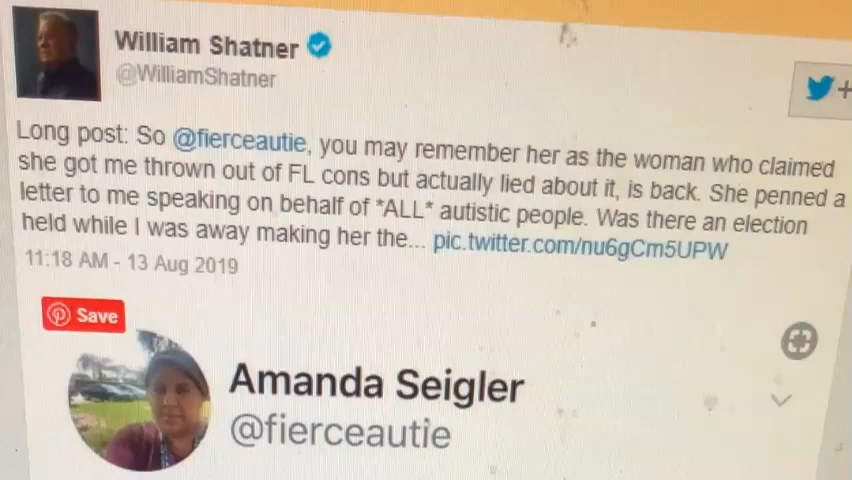 William Shatner
@WilliamShatner
+
Long post: So @fierceautie, you may remember her as the woman who claimed
she got me thrown out of FL cons but actually lied about it, is back. She penned a
letter to me speaking on behalf of *ALL* autistic people. Was there an election
held while I was away making her the... pic.twitter.com/nu6gCm5UPW
11:18 AM - 13 Aug 2019
Save
Amanda Seigler
@fierceautie